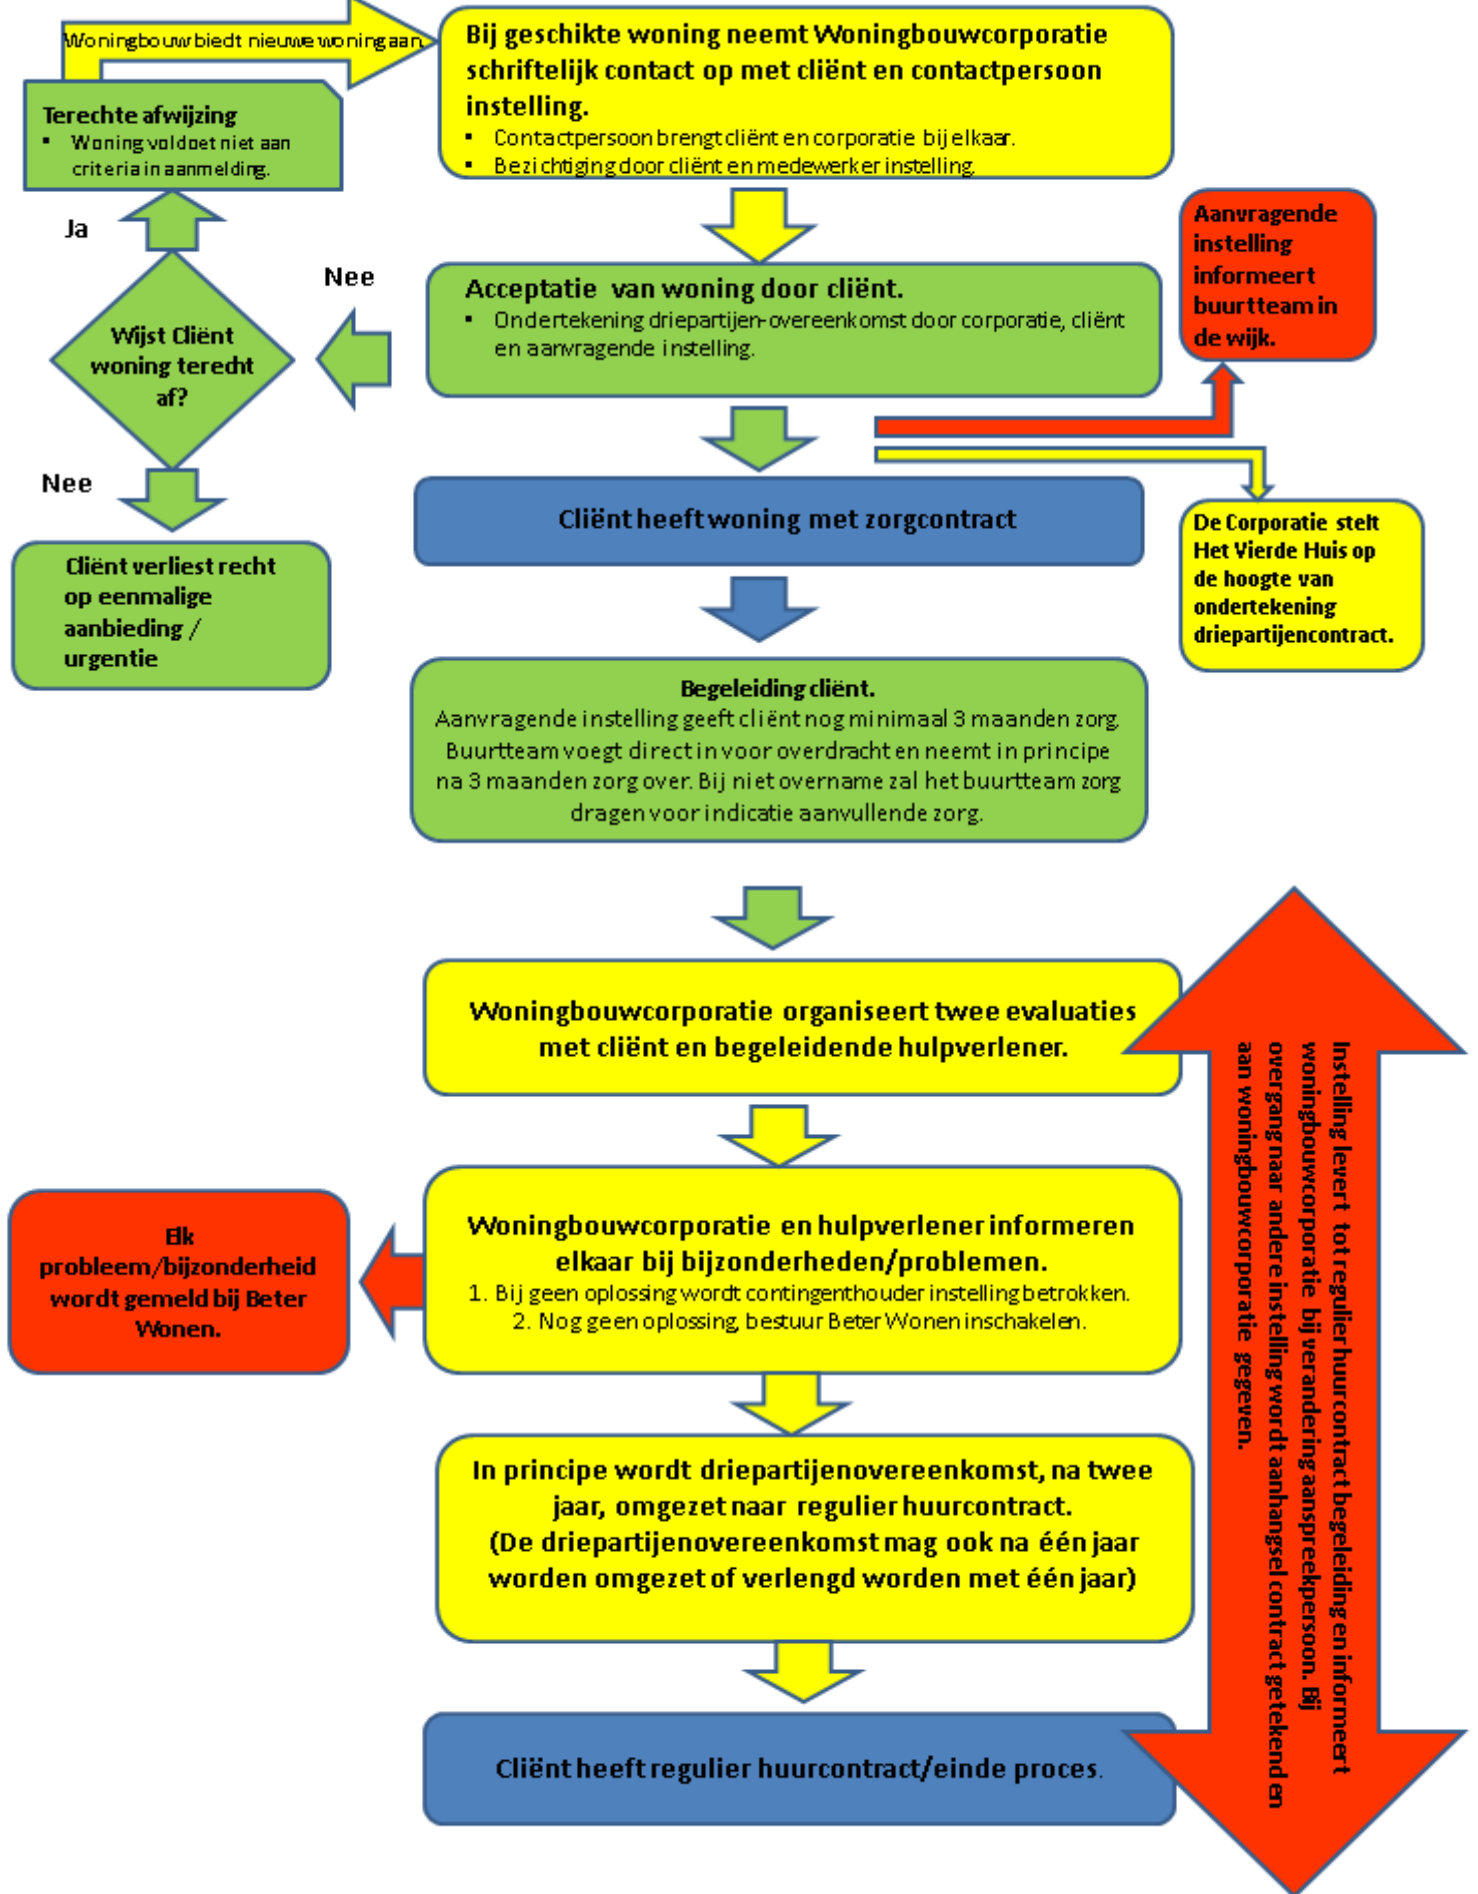 Woningbouw biedt nieuwe woning aan.
Bij geschikte woning neemt Woningbouwcorporatie
schriftelijk contact op met cliënt en contactpersoon
instelling.
▪ Contactpersoon brengt cliënt en corporatie bij elkaar.
▪ Bezichtiging door cliënt en medewerker instelling.
Terechte afwijzing
▪ Woning voldoet niet aan
criteria in aanmelding.
Ja
Nee
Wijst Cliënt
woning terecht
af?
Nee
Cliënt verliest recht
op eenmalige
aanbieding /
urgentie
Acceptatie van woning door cliënt.
▪ Ondertekening driepartijen-overeenkomst door corporatie, cliënt
en aanvragende instelling.
Aanvragende
instelling
informeert
buurtteam in
de wijk.
Cliënt heeft woning met zorgcontract
De Corporatie stelt
Het Vierde Huis op
de hoogte van
ondertekening
driepartijencontract.
Begeleiding cliënt.
Aanvragende instelling geeft cliënt nog minimaal 3 maanden zorg.
Buurtteam voegt direct in voor overdracht en neemt in principe
na 3 maanden zorg over. Bij niet overname zal het buurtteam zorg
dragen voor indicatie aanvullende zorg.
Woningbouwcorporatie organiseert twee evaluaties
met cliënt en begeleidende hulpverlener.
Woningbouwcorporatie en hulpverlener informeren
elkaar bij bijzonderheden/problemen.
1. Bij geen oplossing wordt contingenthouder instelling betrokken.
2. Nog geen oplossing, bestuur Beter Wonen inschakelen.
Elk
probleem/bijzonderheid
wordt gemeld bij Beter
Wonen.
In principe wordt driepartijenovereenkomst, na twee
jaar, omgezet naar regulier huurcontract.
(De driepartijenovereenkomst mag ook na één jaar
worden omgezet of verlengd worden met één jaar)
Cliënt heeft regulier huurcontract/einde proces.
Instelling levert tot regulier huurcontract begeleiding en informeert
woningbouwcorporatie bij verandering aanspreekpersoon. Bij
overgang naar andere instelling wordt aanhangsel contract getekend en
aan woningbouwcorporatie gegeven.